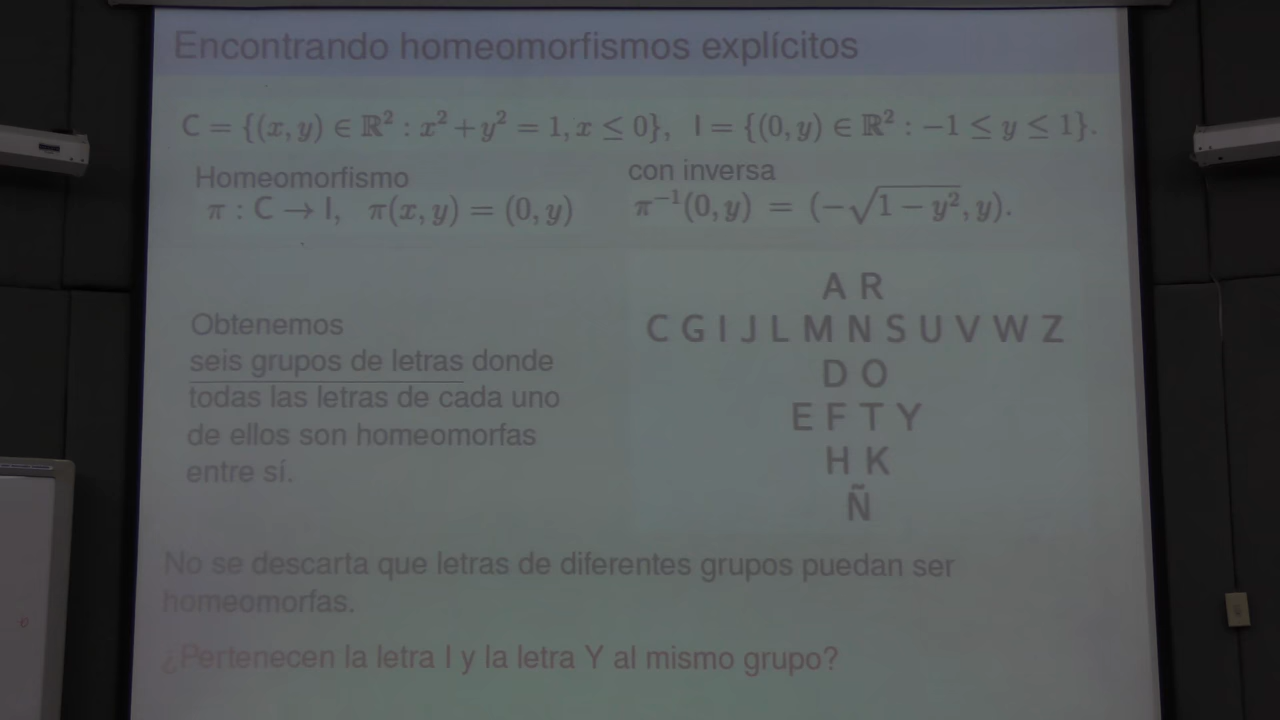 Encontrando homeomorfismos explícitos
C = {(x, y) ∈ ℝ² : x² + y² = 1, x ≤ 0}, I = {(0, y) ∈ ℝ² : −1 ≤ y ≤ 1}.
Homeomorfismo
π : C → I, π(x, y) = (0, y)
con inversa
π⁻¹(0, y) = (−√(1 − y²), y).
Obtenemos
seis grupos de letras donde
todas las letras de cada uno
de ellos son homeomorfas
entre sí.
A R
C G I J L M N S U V W Z
D O
E F T Y
H K
Ñ
No se descarta que letras de diferentes grupos puedan ser
homeomorfas.
¿Pertenecen la letra I y la letra Y al mismo grupo?